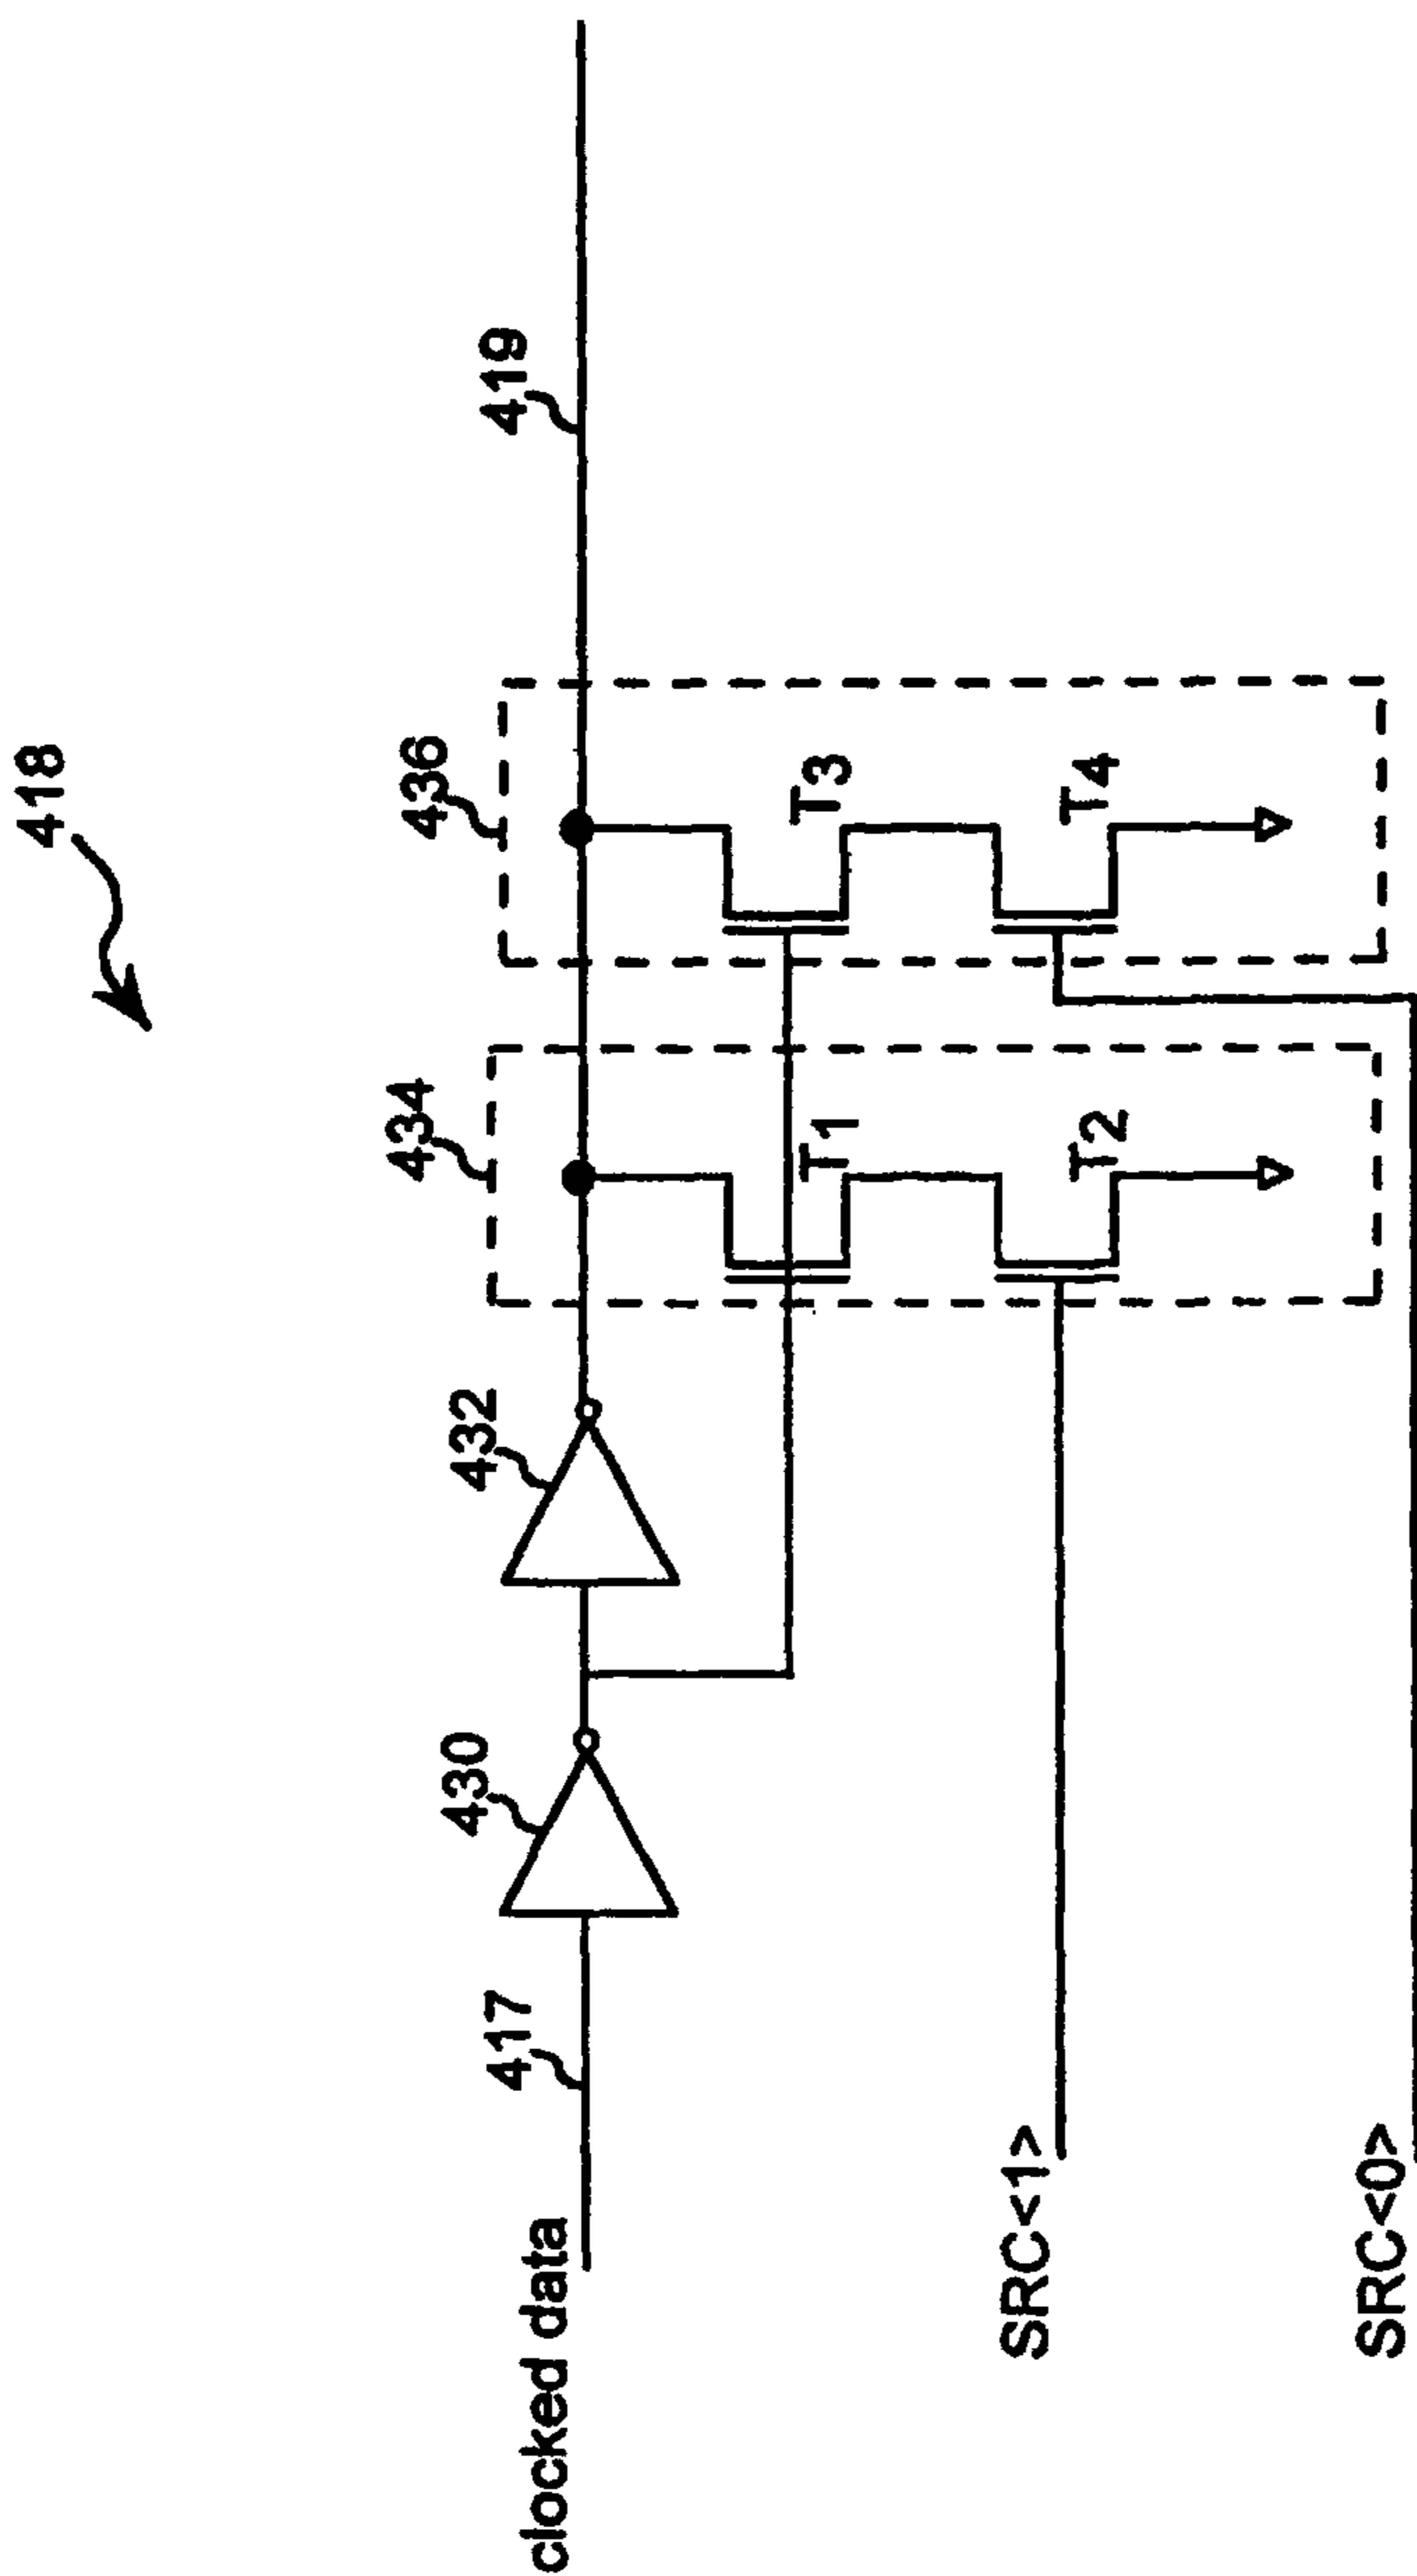 418
434
436
419
432
430
417
clocked data
T1
T3
T2
T4
SRC<1>
SRC<0>